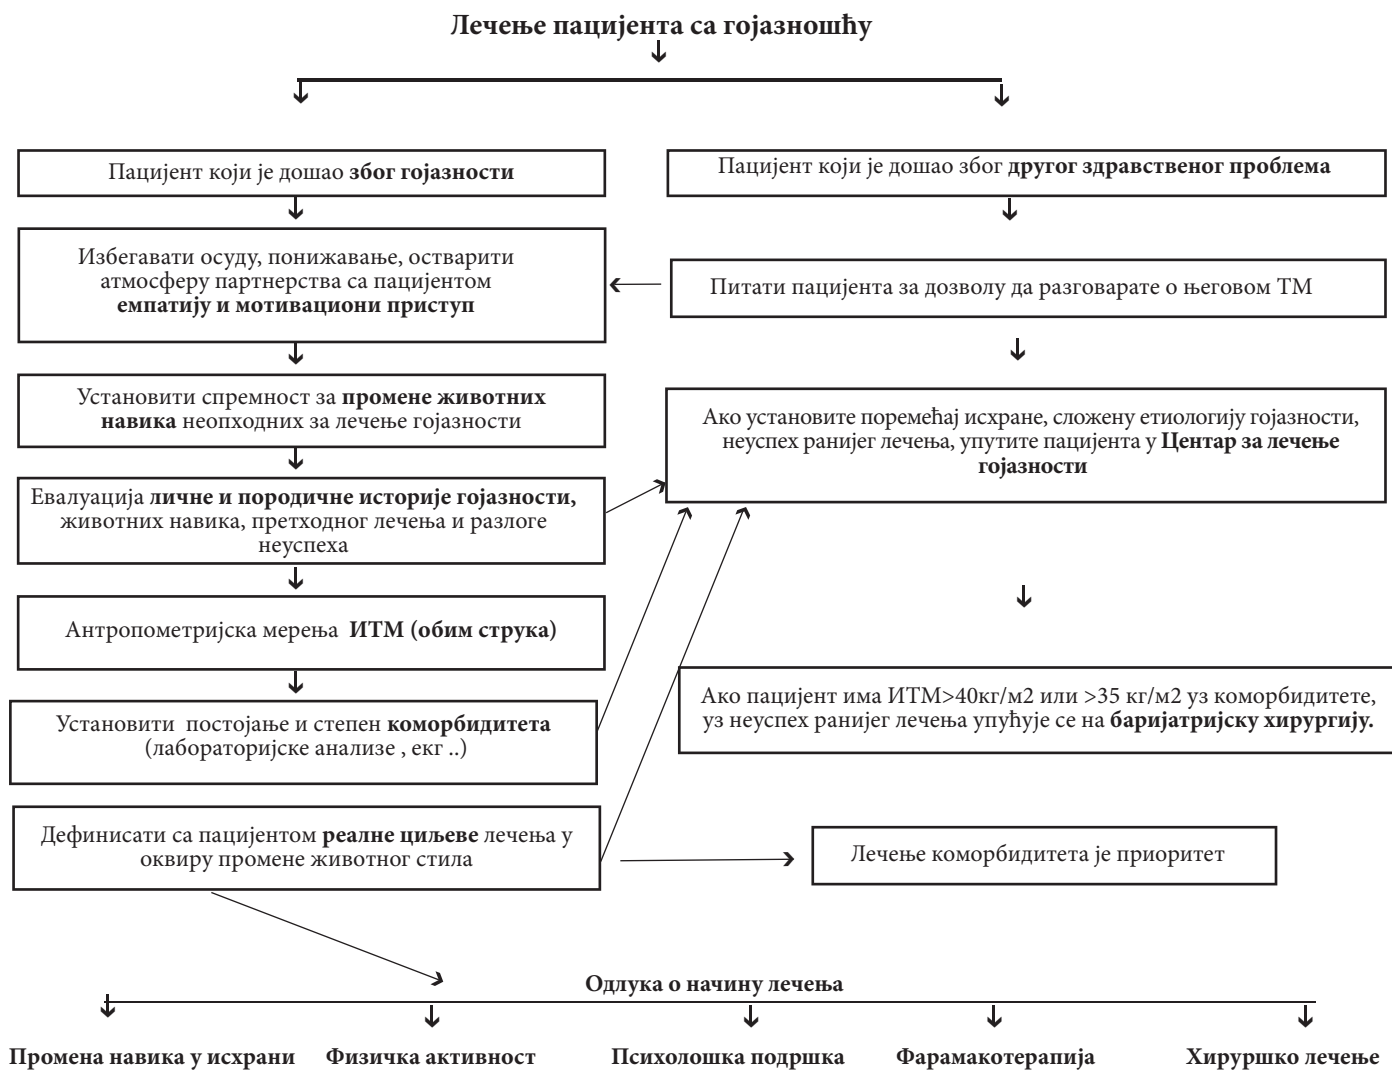 Лечење пацијента са гојазношћу
Пацијент који је дошао због гојазности
Пацијент који је дошао због другог здравственог проблема
Избегавати осуду, понижавање, остварити
атмосферу партнерства са пацијентом
емпатију и мотивациони приступ
Питати пацијента за дозволу да разговарате о његовом ТМ
Установити спремност за промене животних
навика неопходних за лечење гојазности
Ако установите поремећај исхране, сложену етиологију гојазности,
неуспех ранијег лечења, упутите пацијента у Центар за лечење
гојазности
Евалуација личне и породичне историје гојазности,
животних навика, претходног лечења и разлоге
неуспеха
Антропометријска мерења ИТМ (обим струка)
Установити постојање и степен коморбидитета
(лабораторијске анализе , екг ..)
Ако пацијент има ИТМ>40кг/м2 или >35 кг/м2 уз коморбидитете,
уз неуспех ранијег лечења упућује се на баријатријску хирургију.
Дефинисати са пацијентом реалне циљеве лечења у
оквиру промене животног стила
Лечење коморбидитета је приоритет
Одлука о начину лечења
Промена навика у исхрани
Физичка активност
Психолошка подршка
Фарамакотерапија
Хируршко лечење